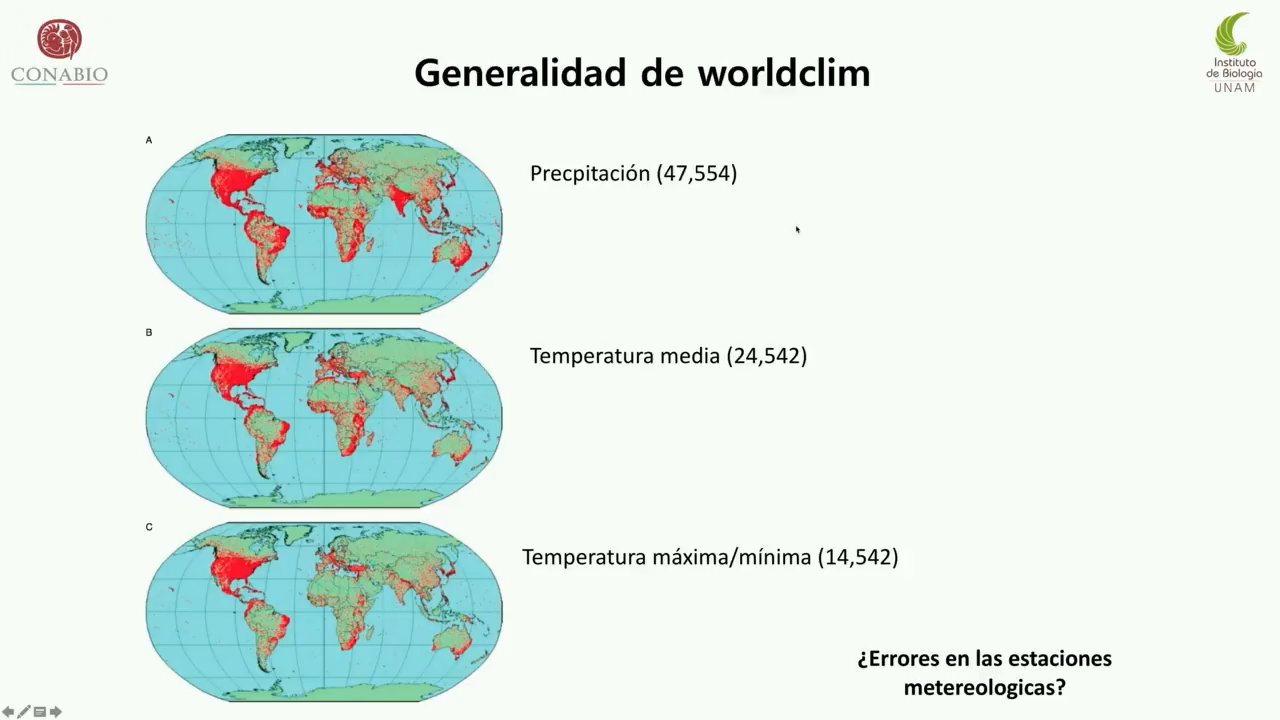 CONABIO
Generalidad de worldclim
Instituto
de Biología
UNAM
A
Precpitación (47,554)
B
Temperatura media (24,542)
C
Temperatura máxima/mínima (14,542)
¿Errores en las estaciones
metereologicas?